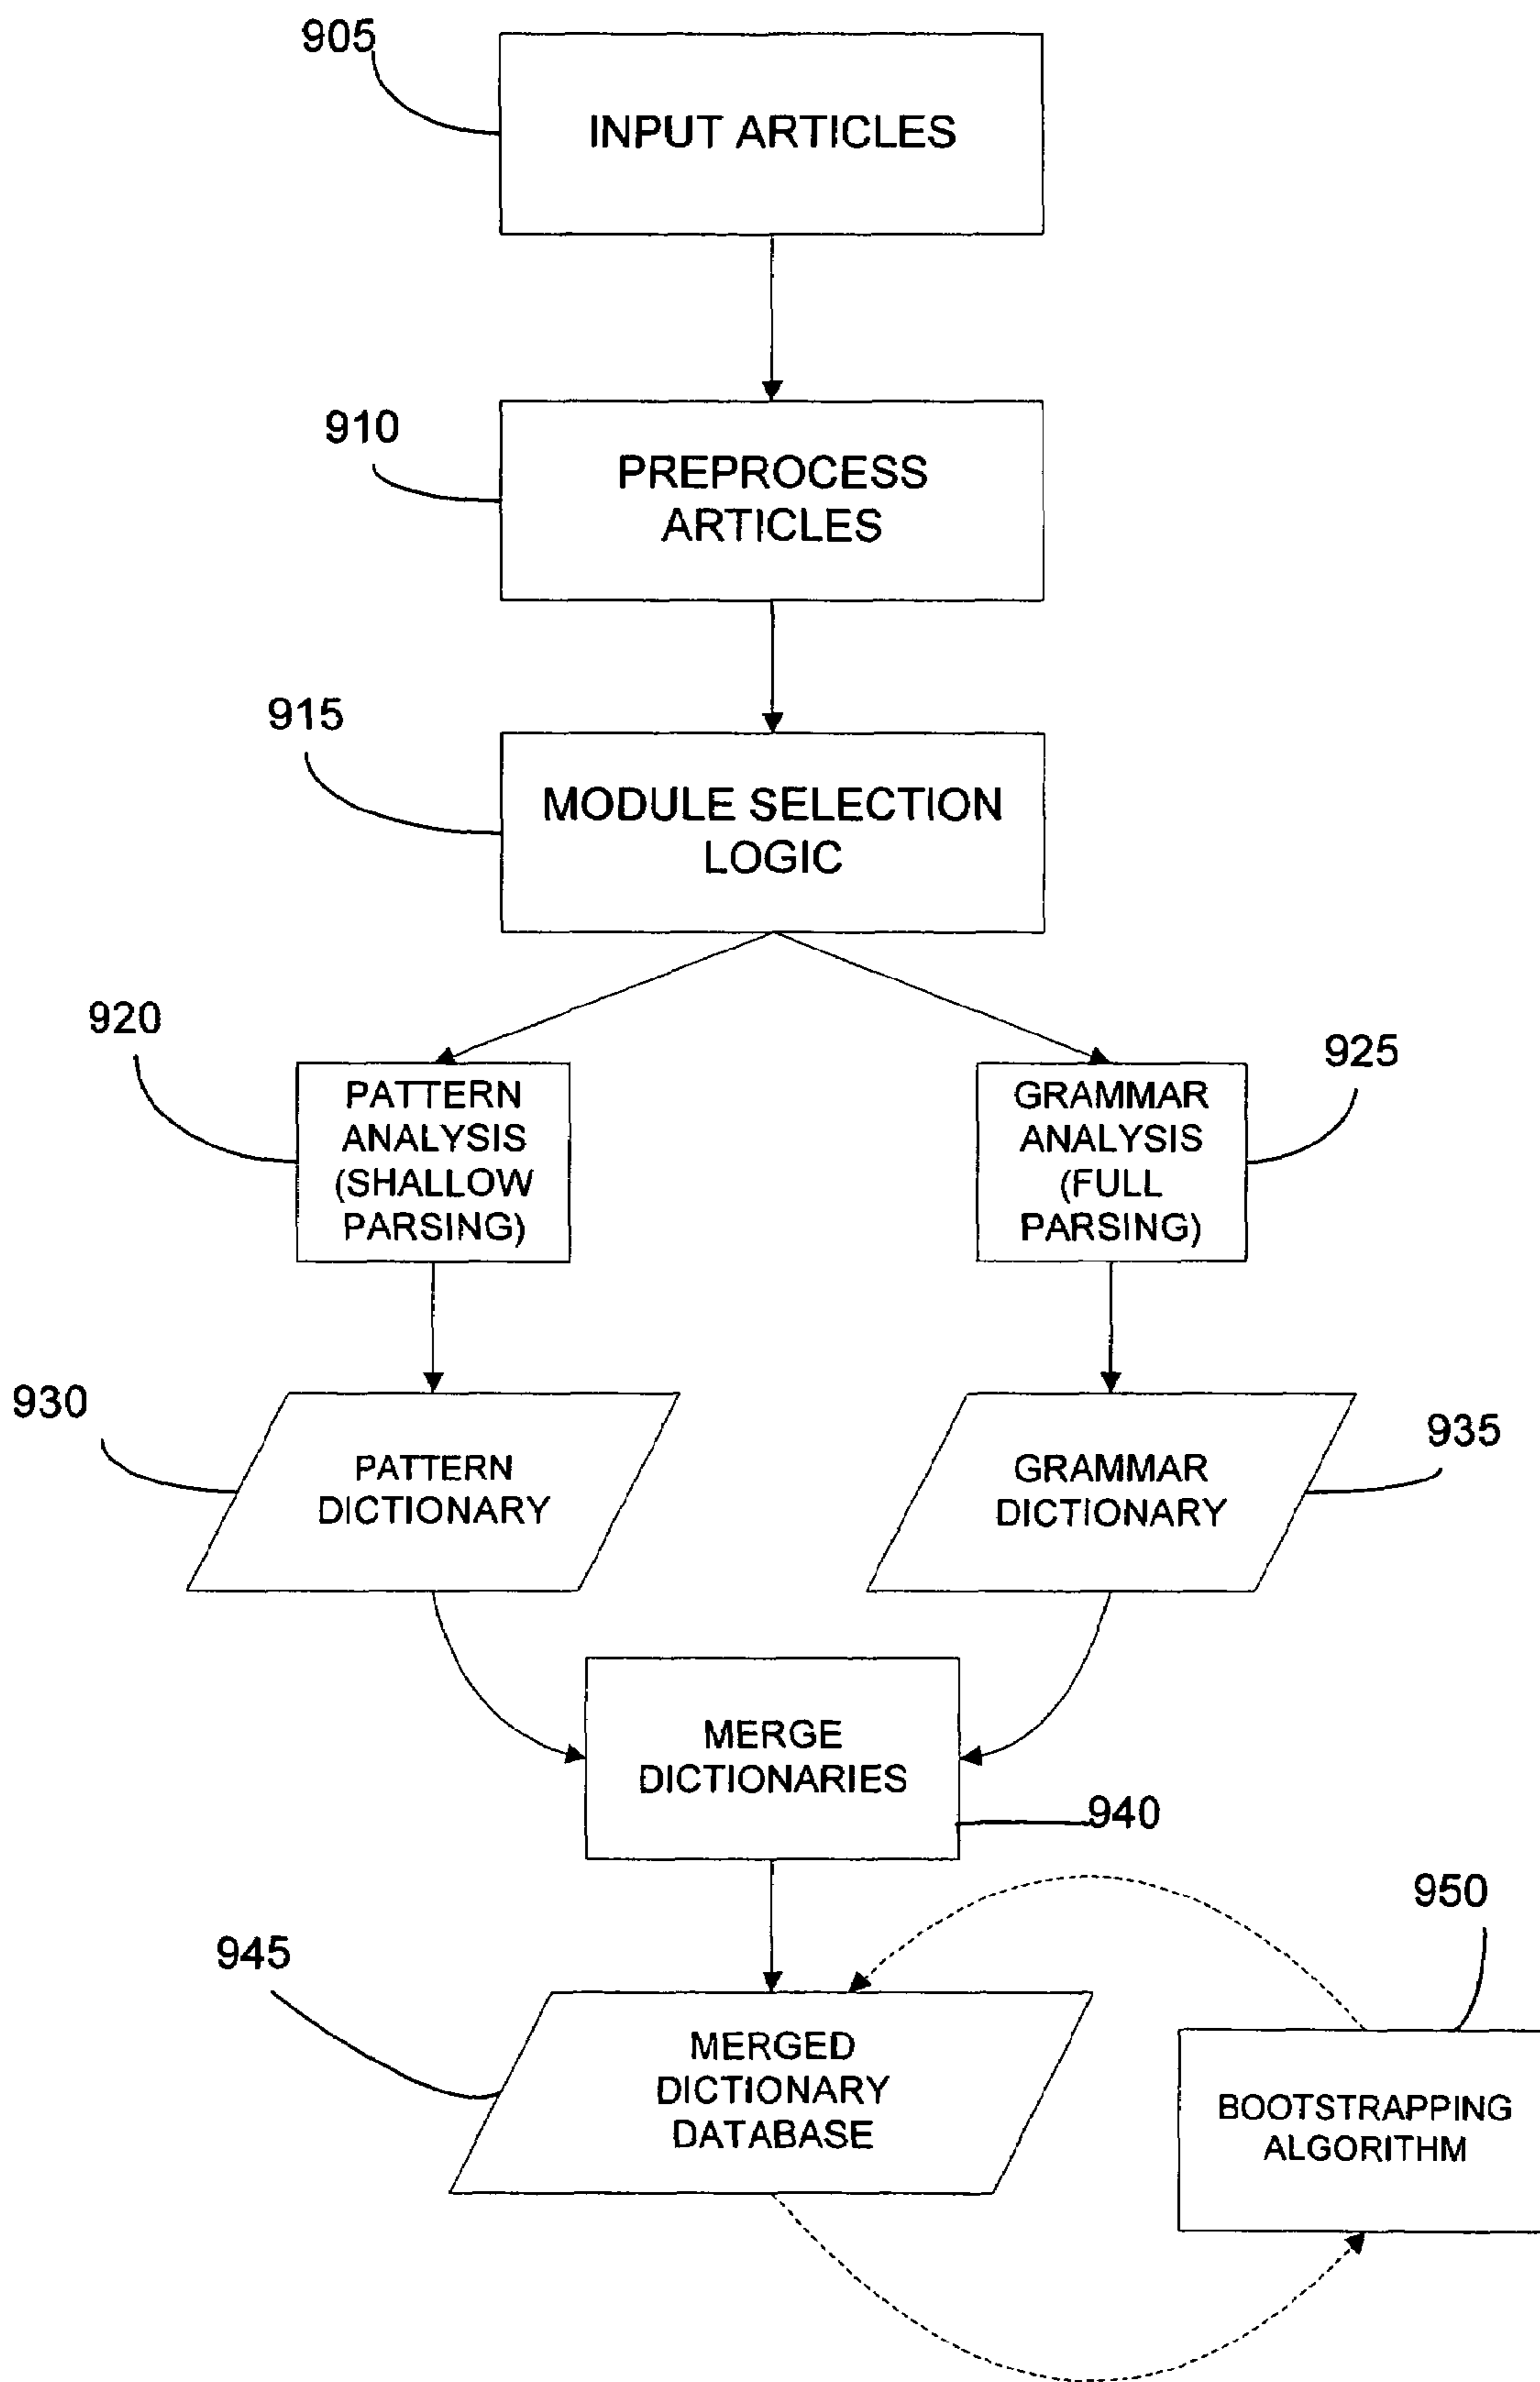 905
INPUT ARTICLES
910
PREPROCESS
ARTICLES
915
MODULE SELECTION
LOGIC
920
PATTERN
ANALYSIS
(SHALLOW
PARSING)
925
GRAMMAR
ANALYSIS
(FULL
PARSING)
930
PATTERN
DICTIONARY
935
GRAMMAR
DICTIONARY
MERGE
DICTIONARIES
940
945
MERGED
DICTIONARY
DATABASE
950
BOOTSTRAPPING
ALGORITHM